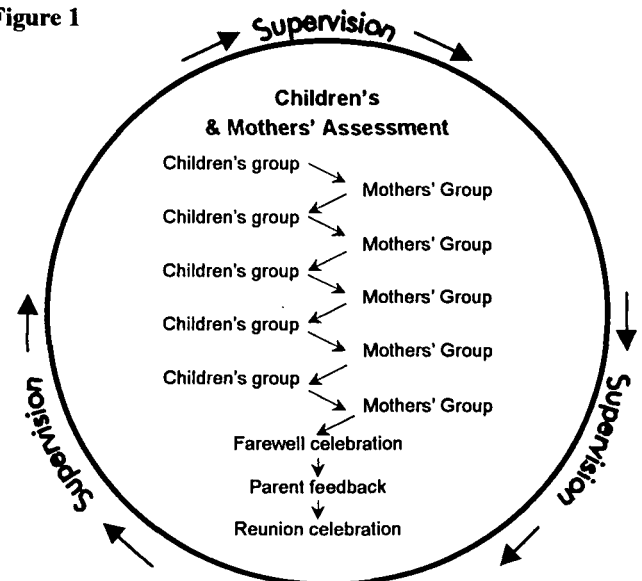 Figure 1
Supervision
Children's
& Mothers' Assessment
Children's group
Mothers' Group
Children's group
Mothers' Group
Children's group
Mothers' Group
Children's group
Mothers' Group
Children's group
Mothers' Group
Farewell celebration
Parent feedback
Reunion celebration
Supervision
Supervision